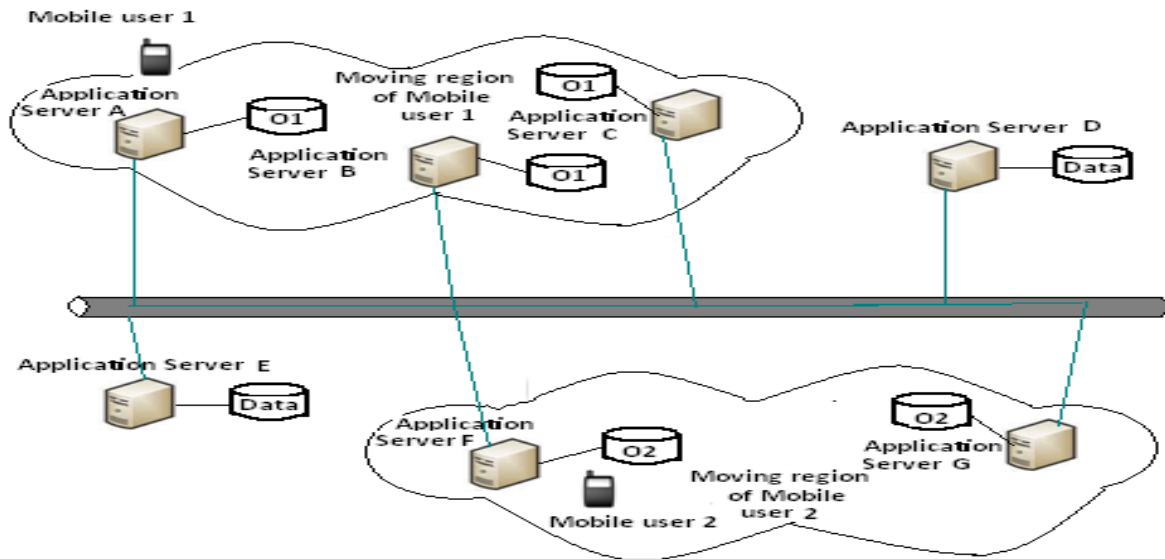 Mobile user 1
Application
Server A
O1
Moving region
of Mobile
user 1
O1
Application
Server C
Application
Server B
O1
Application Server D
Data
Application Server E
Data
Application
Server F
O2
Mobile user 2
Moving region
of Mobile
user 2
O2
Application
Server G